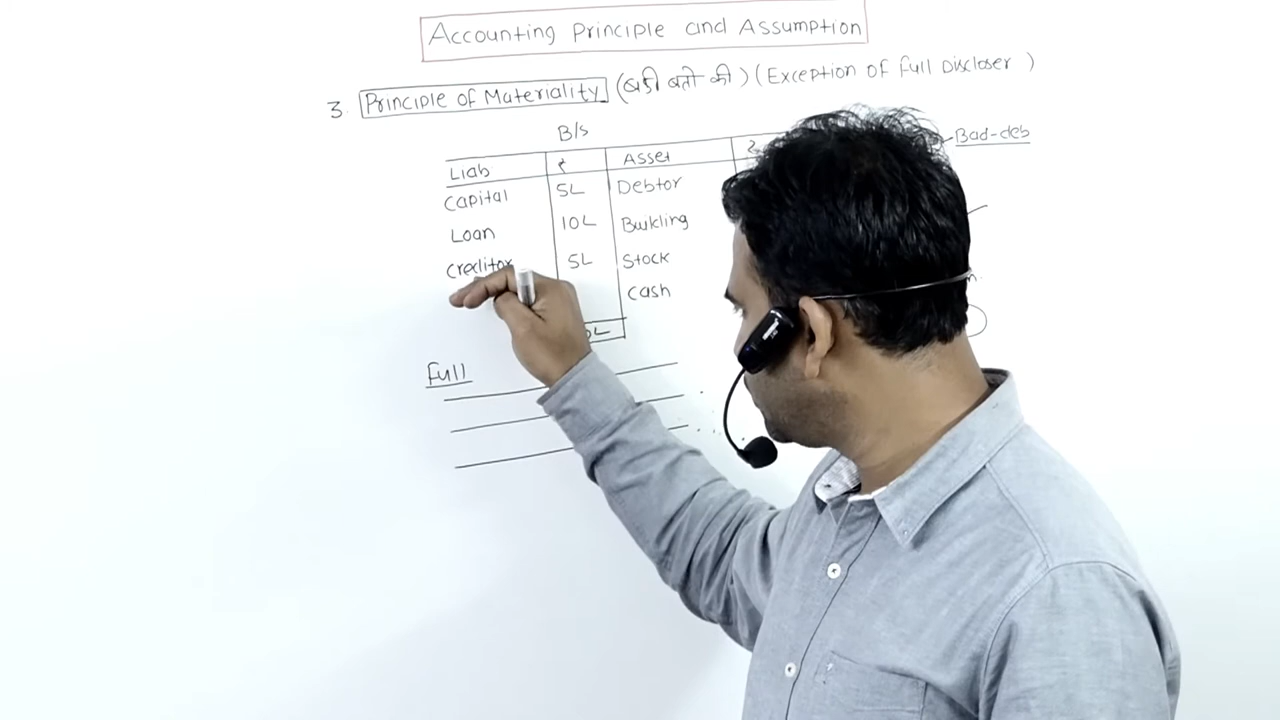 Accounting Principle and Assumption
3. Principle of Materiality (बड़ी बातो की) (Exception of Full Discloser)
B/s
Bad-deb
Liab ₹ Asset ₹
Capital 5L Debtor
Loan 10L Building
Creditor 5L Stock
Cash
Full